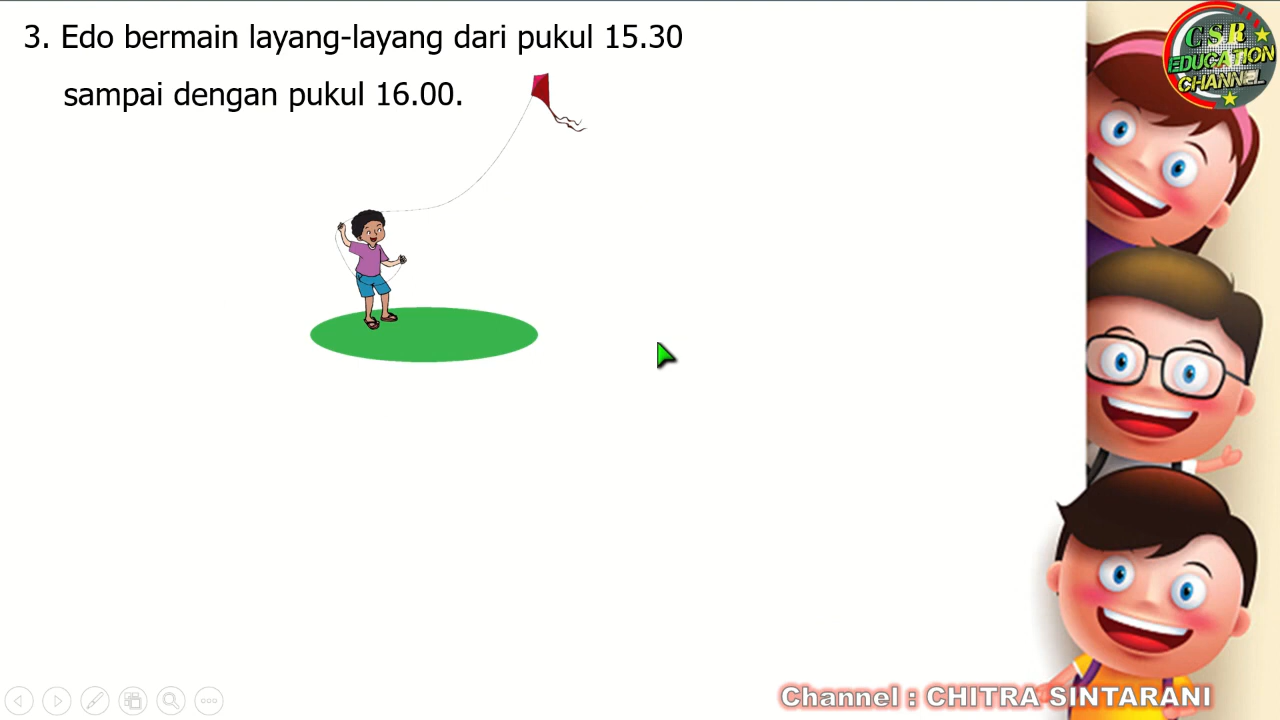 3. Edo bermain layang-layang dari pukul 15.30
sampai dengan pukul 16.00.
CSR
EDUCATION
CHANNEL
Channel : CHITRA SINTARANI